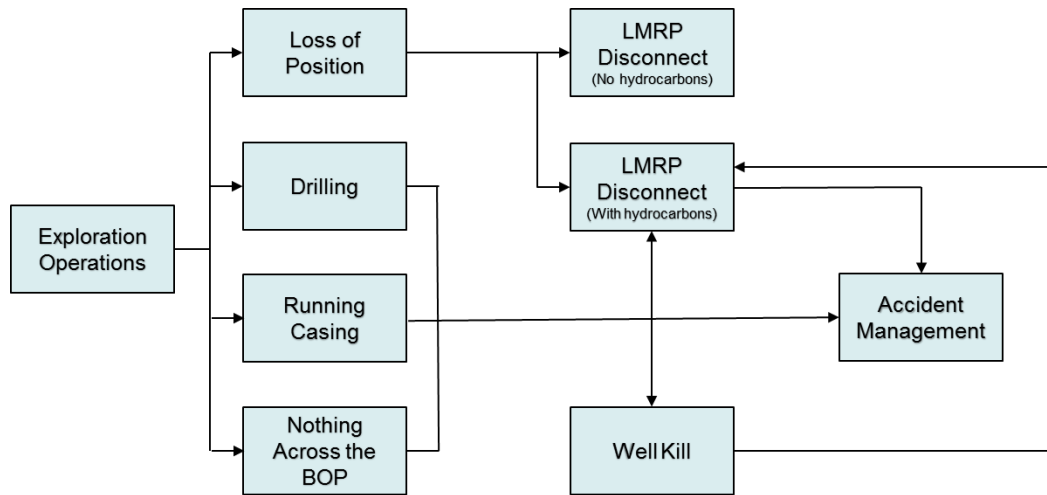 Loss of
Position
LMRP
Disconnect
(No hydrocarbons)
Drilling
LMRP
Disconnect
(With hydrocarbons)
Exploration
Operations
Running
Casing
Accident
Management
Nothing
Across the
BOP
Well Kill